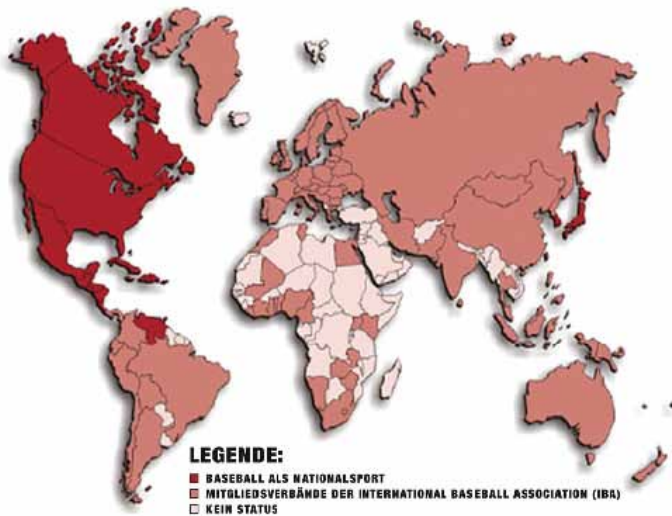 LEGENDE:
BASEBALL ALS NATIONALSPORT
MITGLIEDSVERBÄNDE DER INTERNATIONAL BASEBALL ASSOCIATION (IBA)
KEIN STATUS